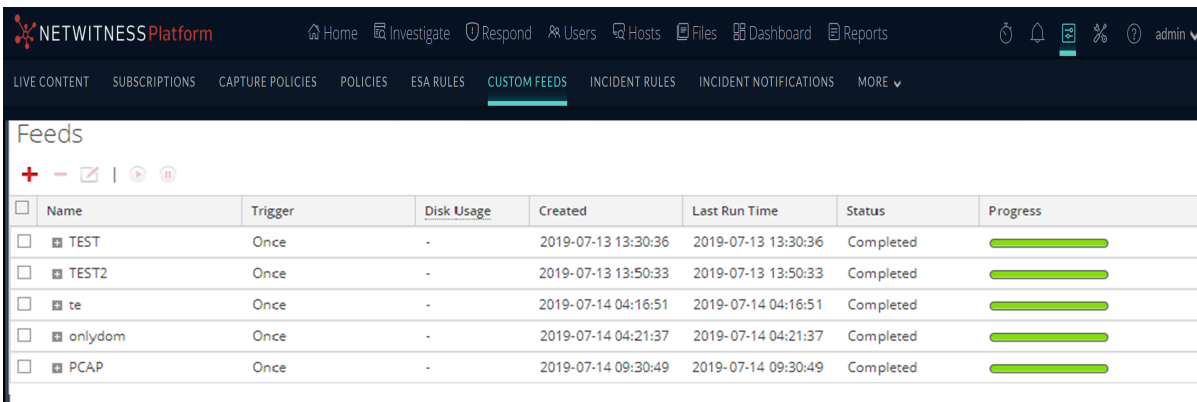 NETWITNESS Platform Home Investigate Respond Users Hosts Files Dashboard Reports admin
LIVE CONTENT SUBSCRIPTIONS CAPTURE POLICIES POLICIES ESA RULES CUSTOM FEEDS INCIDENT RULES INCIDENT NOTIFICATIONS MORE
Feeds
Name Trigger Disk Usage Created Last Run Time Status Progress
TEST Once - 2019-07-13 13:30:36 2019-07-13 13:30:36 Completed
TEST2 Once - 2019-07-13 13:50:33 2019-07-13 13:50:33 Completed
te Once - 2019-07-14 04:16:51 2019-07-14 04:16:51 Completed
onlydom Once - 2019-07-14 04:21:37 2019-07-14 04:21:37 Completed
PCAP Once - 2019-07-14 09:30:49 2019-07-14 09:30:49 Completed